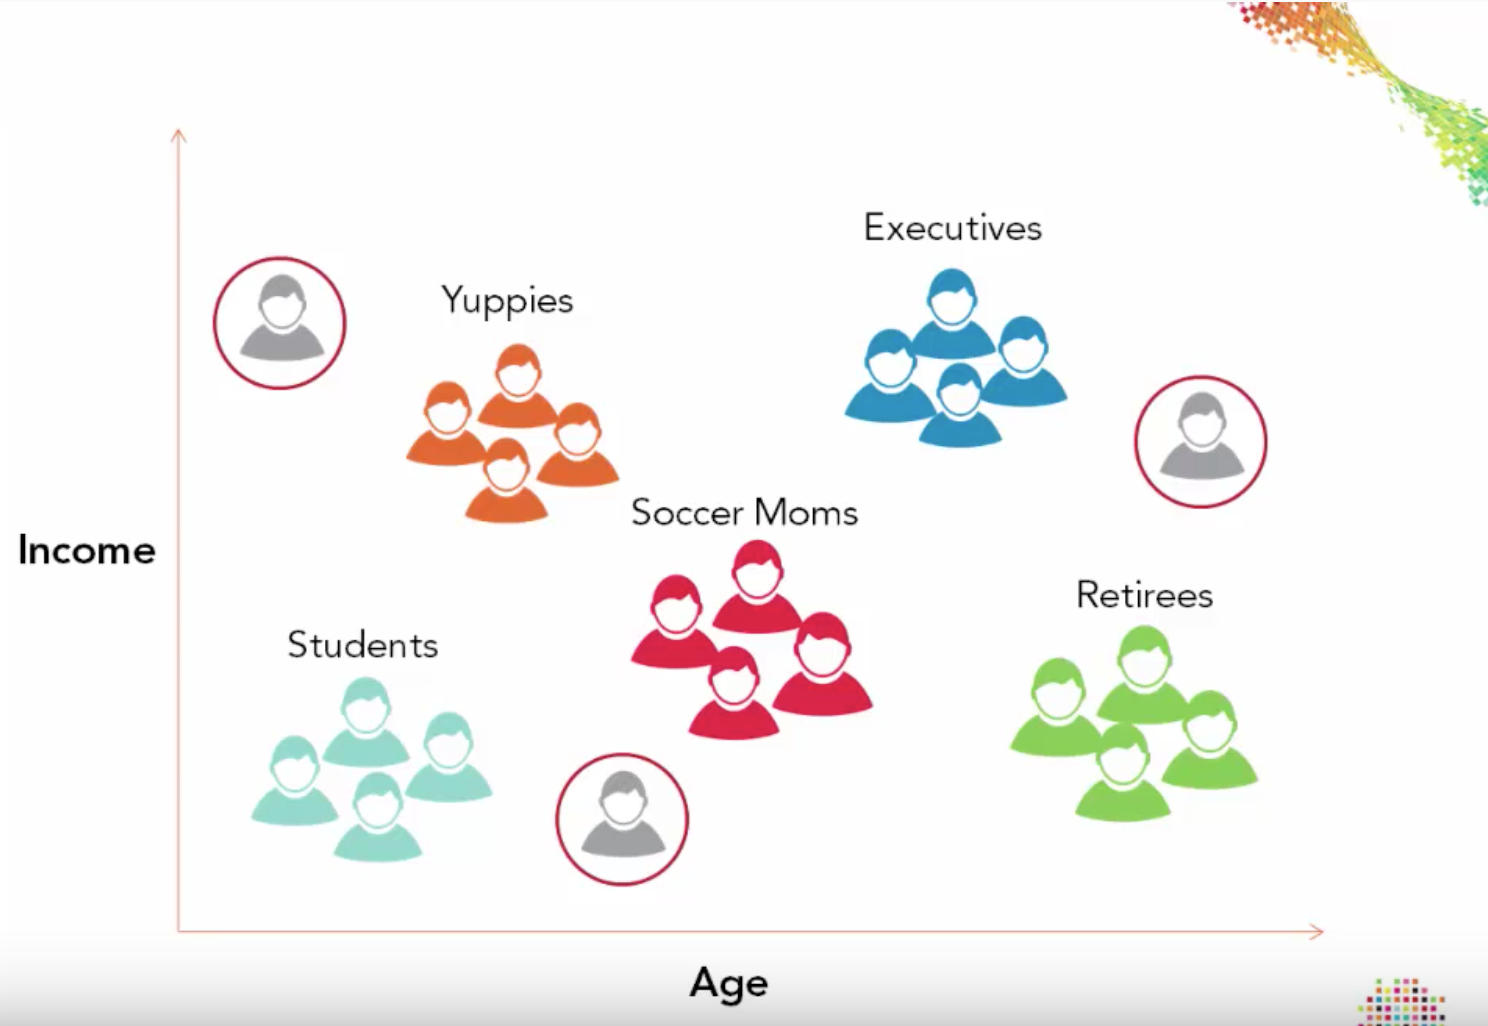 Executives
Yuppies
Soccer Moms
Income
Retirees
Students
Age